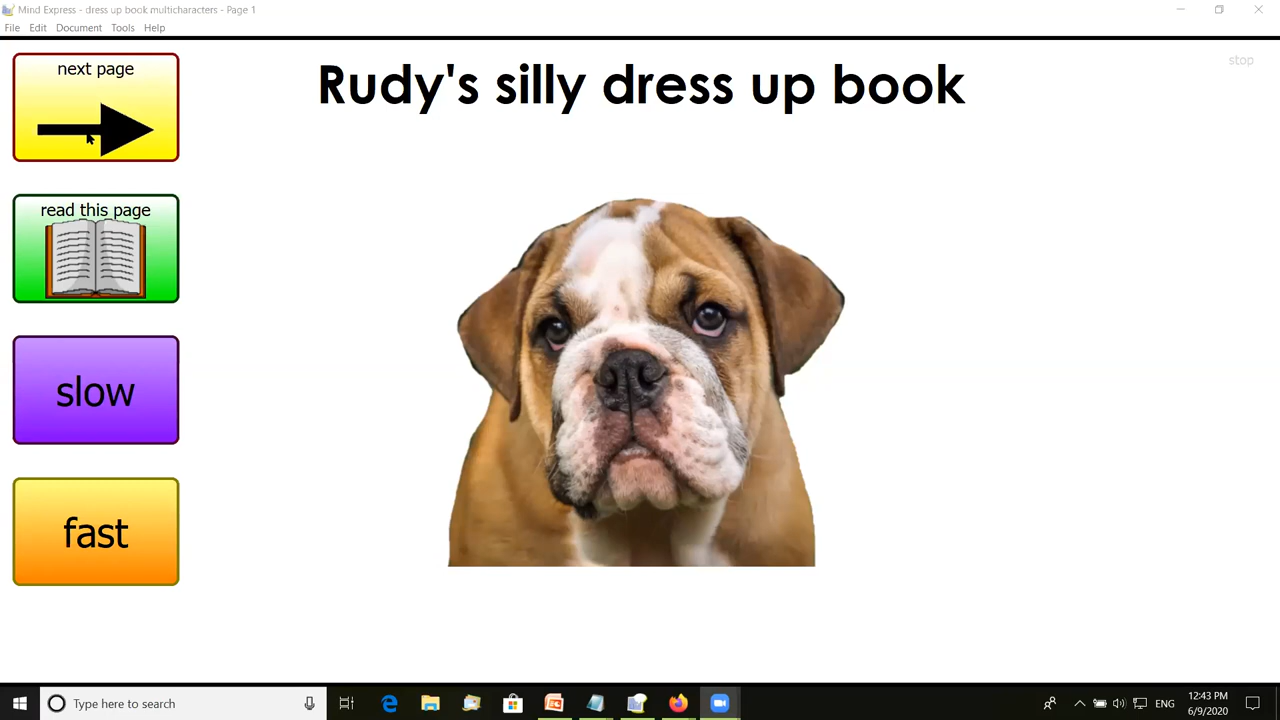 Mind Express - dress up book multicharacters - Page 1
File Edit Document Tools Help
next page
Rudy's silly dress up book
stop
read this page
slow
fast
Type here to search
ENG
12:43 PM
6/9/2020